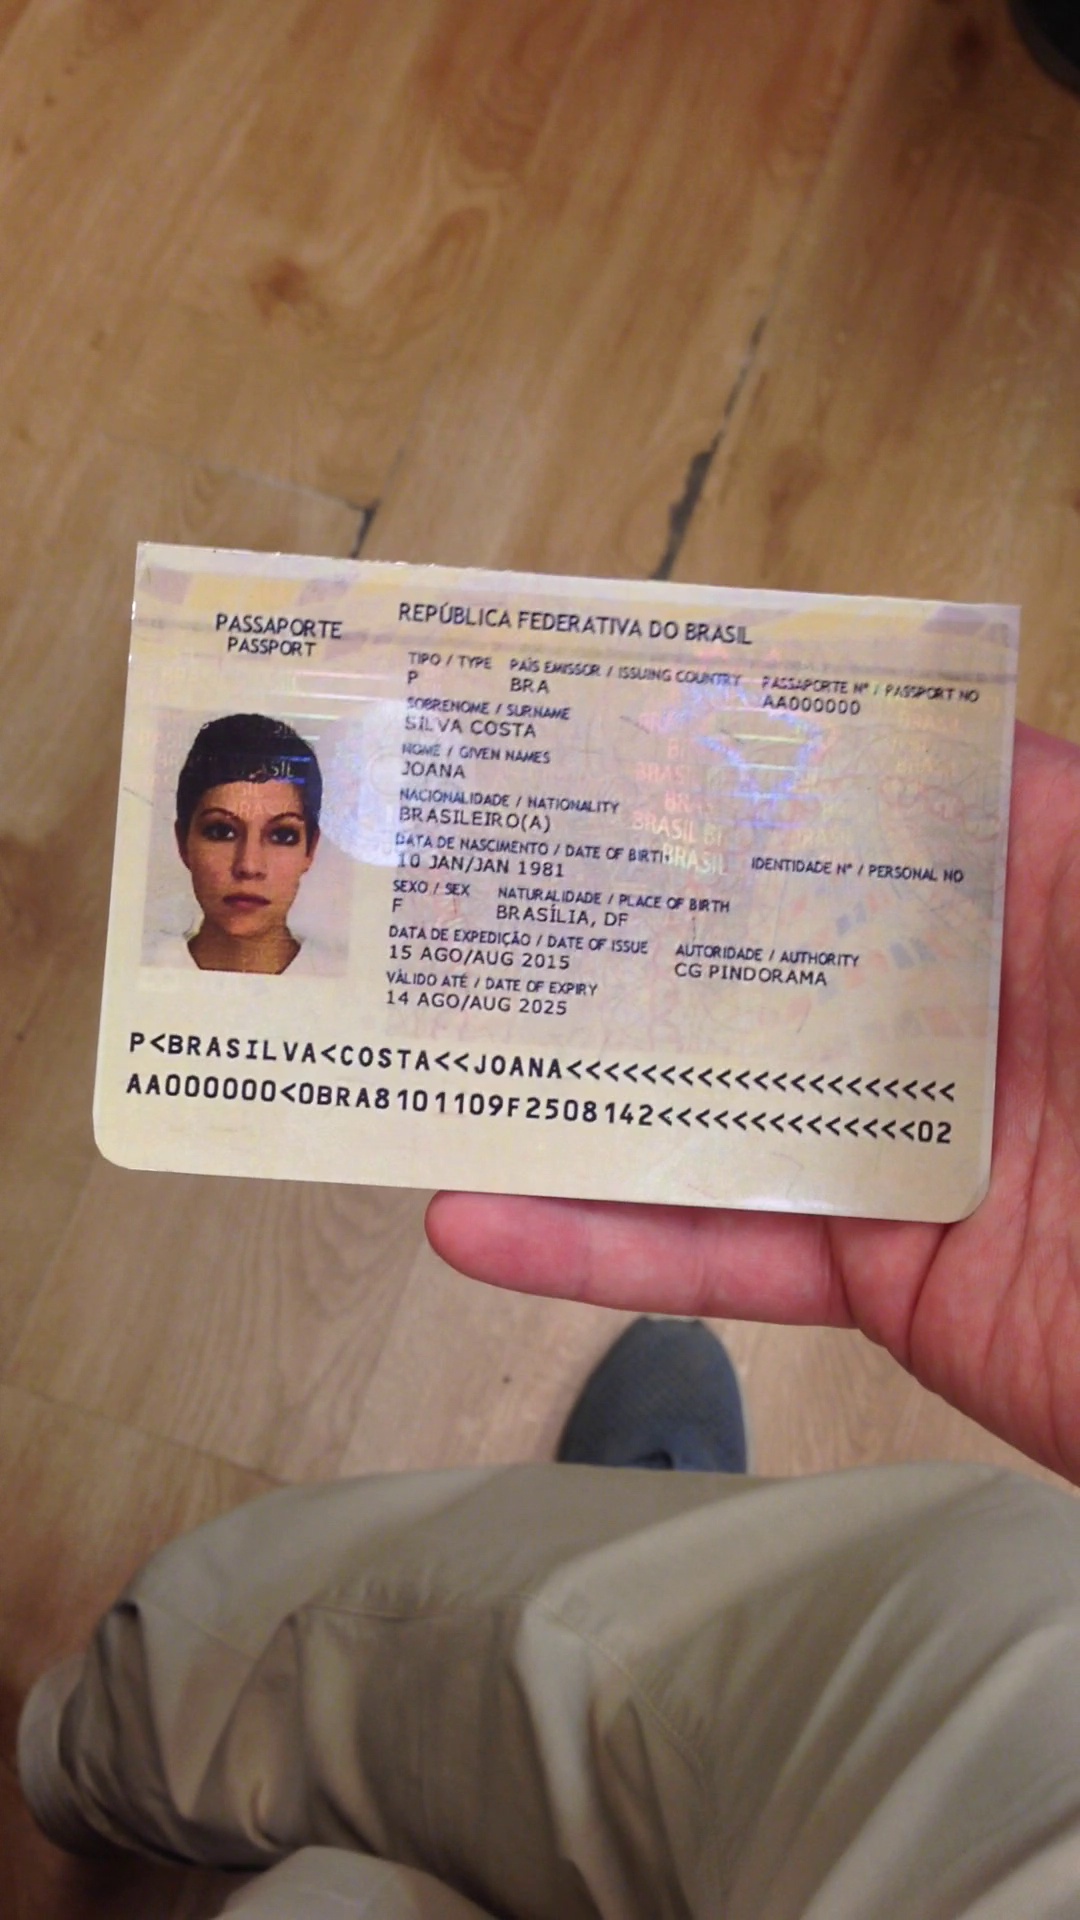 PASSAPORTE
PASSPORT
REPÚBLICA FEDERATIVA DO BRASIL
TIPO / TYPE PAÍS EMISSOR / ISSUING COUNTRY PASSAPORTE Nº / PASSPORT NO
P BRA AA000000
SOBRENOME / SURNAME
SILVA COSTA
NOME / GIVEN NAMES
JOANA
NACIONALIDADE / NATIONALITY
BRASILEIRO(A)
DATA DE NASCIMENTO / DATE OF BIRTH IDENTIDADE Nº / PERSONAL NO
10 JAN/JAN 1981
SEXO / SEX NATURALIDADE / PLACE OF BIRTH
F BRASÍLIA, DF
DATA DE EXPEDIÇÃO / DATE OF ISSUE AUTORIDADE / AUTHORITY
15 AGO/AUG 2015 CG PINDORAMA
VÁLIDO ATÉ / DATE OF EXPIRY
14 AGO/AUG 2025
P<BRASILVA<COSTA<<JOANA<<<<<<<<<<<<<<<<<<<<<
AA000000<0BRA8101109F2508142<<<<<<<<<<<<<<02